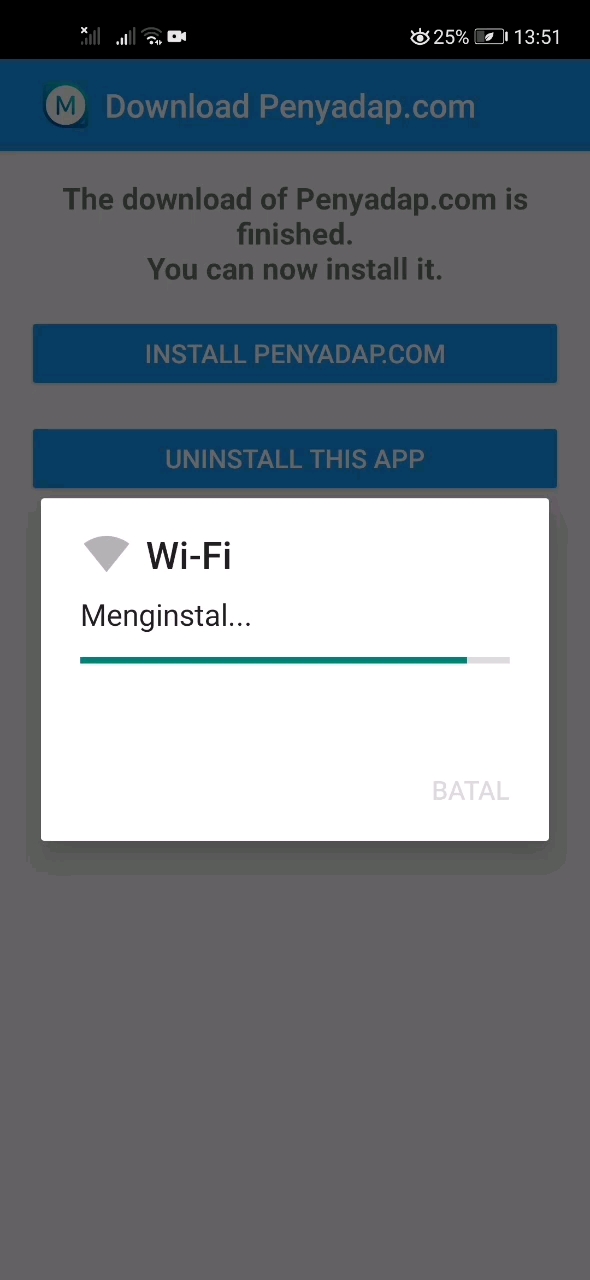 25% 13:51
M Download Penyadap.com
The download of Penyadap.com is
finished.
You can now install it.
INSTALL PENYADAP.COM
UNINSTALL THIS APP
Wi-Fi
Menginstal...
BATAL